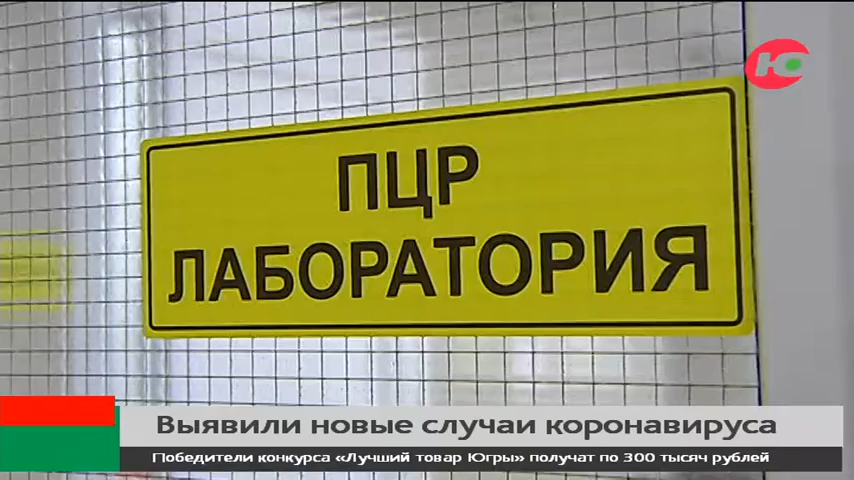 Ю
ПЦР
ЛАБОРАТОРИЯ
Выявили новые случаи коронавируса
Победители конкурса «Лучший товар Югры» получат по 300 тысяч рублей